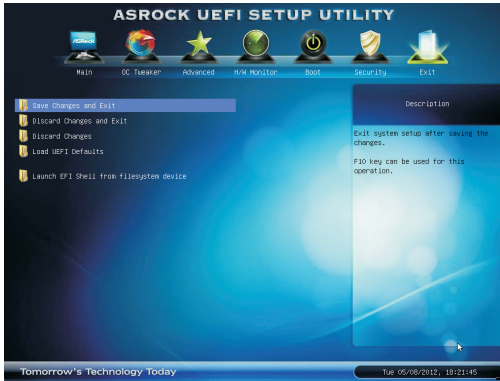 ASROCK UEFI SETUP UTILITY
ASRock
Main OC Tweaker Advanced H/W Monitor Boot Security Exit
Save Changes and Exit
Discard Changes and Exit
Discard Changes
Load UEFI Defaults
Launch EFI Shell from filesystem device
Description
Exit system setup after saving the
changes.
F10 key can be used for this
operation.
Tomorrow's Technology Today
Tue 05/08/2012, 18:21:45